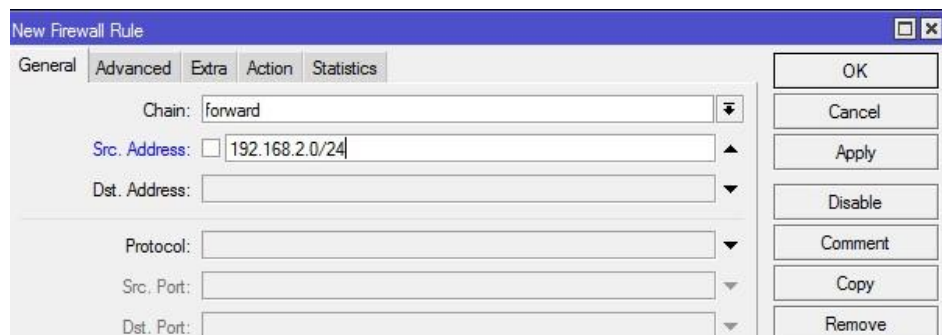 New Firewall Rule
General Advanced Extra Action Statistics
Chain: forward
Src. Address: 192.168.2.0/24
Dst. Address:
Protocol:
Src. Port:
Dst. Port:
OK
Cancel
Apply
Disable
Comment
Copy
Remove